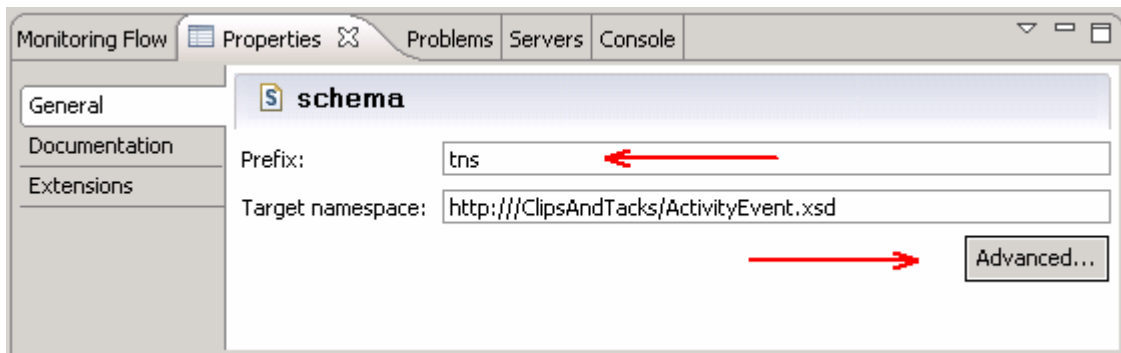 Monitoring Flow Properties Problems Servers Console
General
Documentation
Extensions
schema
Prefix: tns
Target namespace: http:///ClipsAndTacks/ActivityEvent.xsd
Advanced...